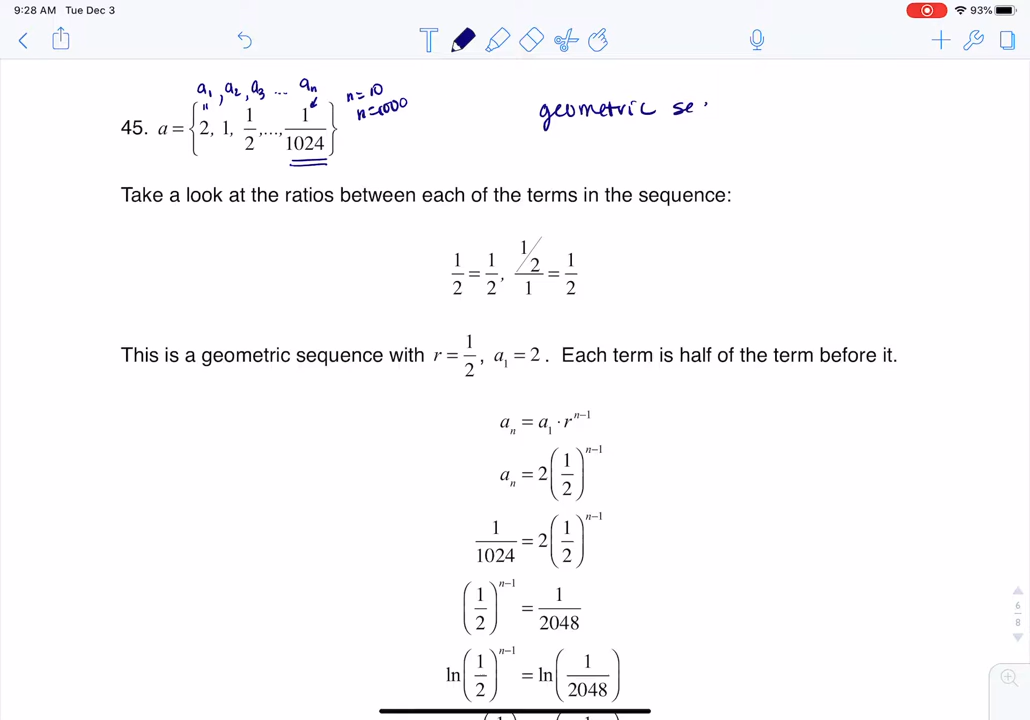 9:28 AM Tue Dec 3
93%
a₁, a₂, a₃ ... aₙ
n=10
n=1000
geometric se
45. a = {2, 1, 1/2, ..., 1/1024}
Take a look at the ratios between each of the terms in the sequence:
1/2 = 1/2, (1/2)/1 = 1/2
This is a geometric sequence with r = 1/2, a₁ = 2. Each term is half of the term before it.
aₙ = a₁ · rⁿ⁻¹
aₙ = 2(1/2)ⁿ⁻¹
1/1024 = 2(1/2)ⁿ⁻¹
(1/2)ⁿ⁻¹ = 1/2048
ln(1/2)ⁿ⁻¹ = ln(1/2048)
6
8